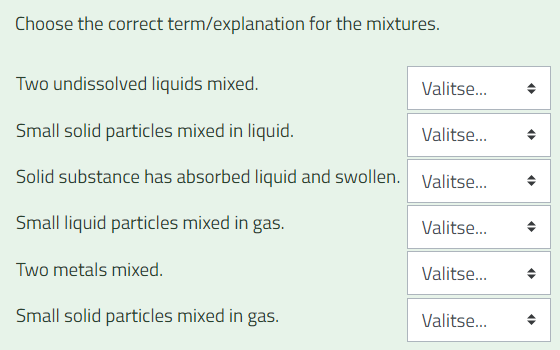 Choose the correct term/explanation for the mixtures.
Two undissolved liquids mixed. Valitse...
Small solid particles mixed in liquid. Valitse...
Solid substance has absorbed liquid and swollen. Valitse...
Small liquid particles mixed in gas. Valitse...
Two metals mixed. Valitse...
Small solid particles mixed in gas. Valitse...